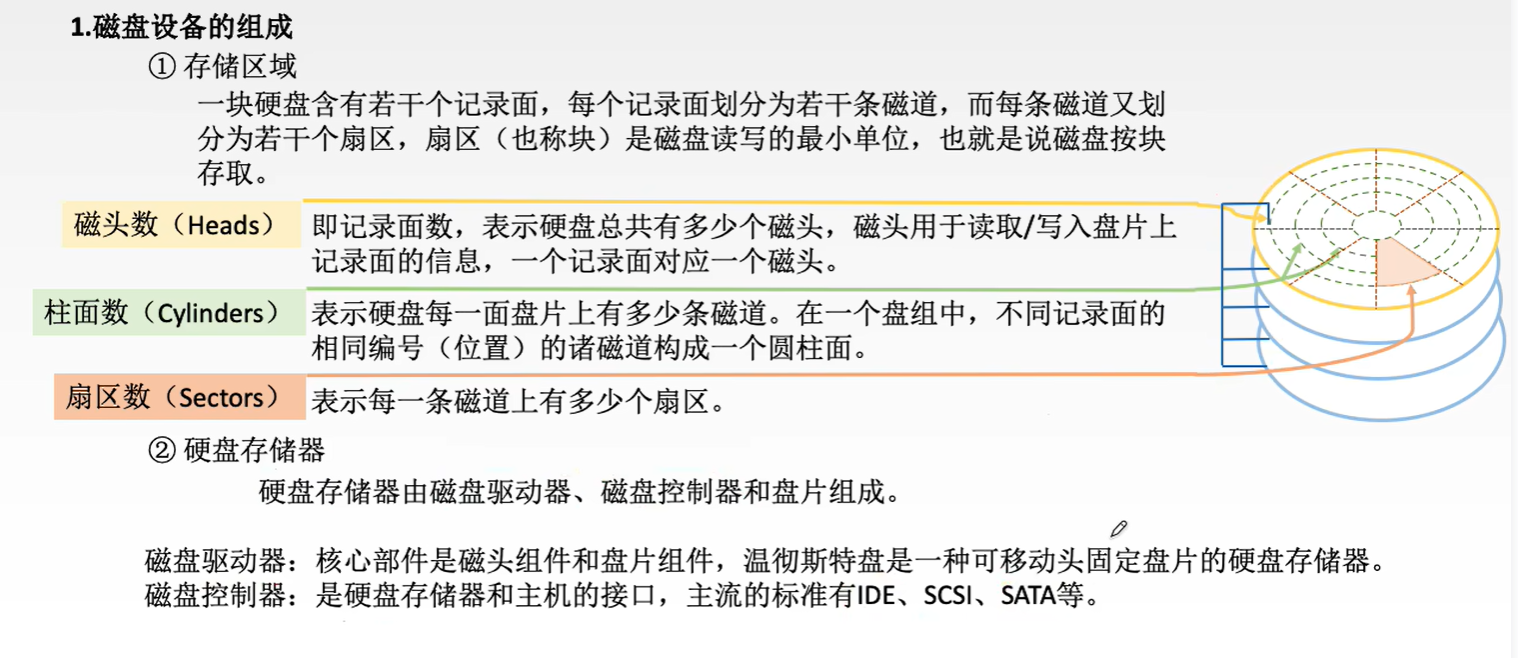 1.磁盘设备的组成
① 存储区域
一块硬盘含有若干个记录面，每个记录面划分为若干条磁道，而每条磁道又划
分为若干个扇区，扇区（也称块）是磁盘读写的最小单位，也就是说磁盘按块
存取。
磁头数（Heads）
即记录面数，表示硬盘总共有多少个磁头，磁头用于读取/写入盘片上
记录面的信息，一个记录面对应一个磁头。
柱面数（Cylinders）
表示硬盘每一面盘片上有多少条磁道。在一个盘组中，不同记录面的
相同编号（位置）的诸磁道构成一个圆柱面。
扇区数（Sectors）
表示每一条磁道上有多少个扇区。
② 硬盘存储器
硬盘存储器由磁盘驱动器、磁盘控制器和盘片组成。
磁盘驱动器：核心部件是磁头组件和盘片组件，温彻斯特盘是一种可移动头固定盘片的硬盘存储器。
磁盘控制器：是硬盘存储器和主机的接口，主流的标准有IDE、SCSI、SATA等。